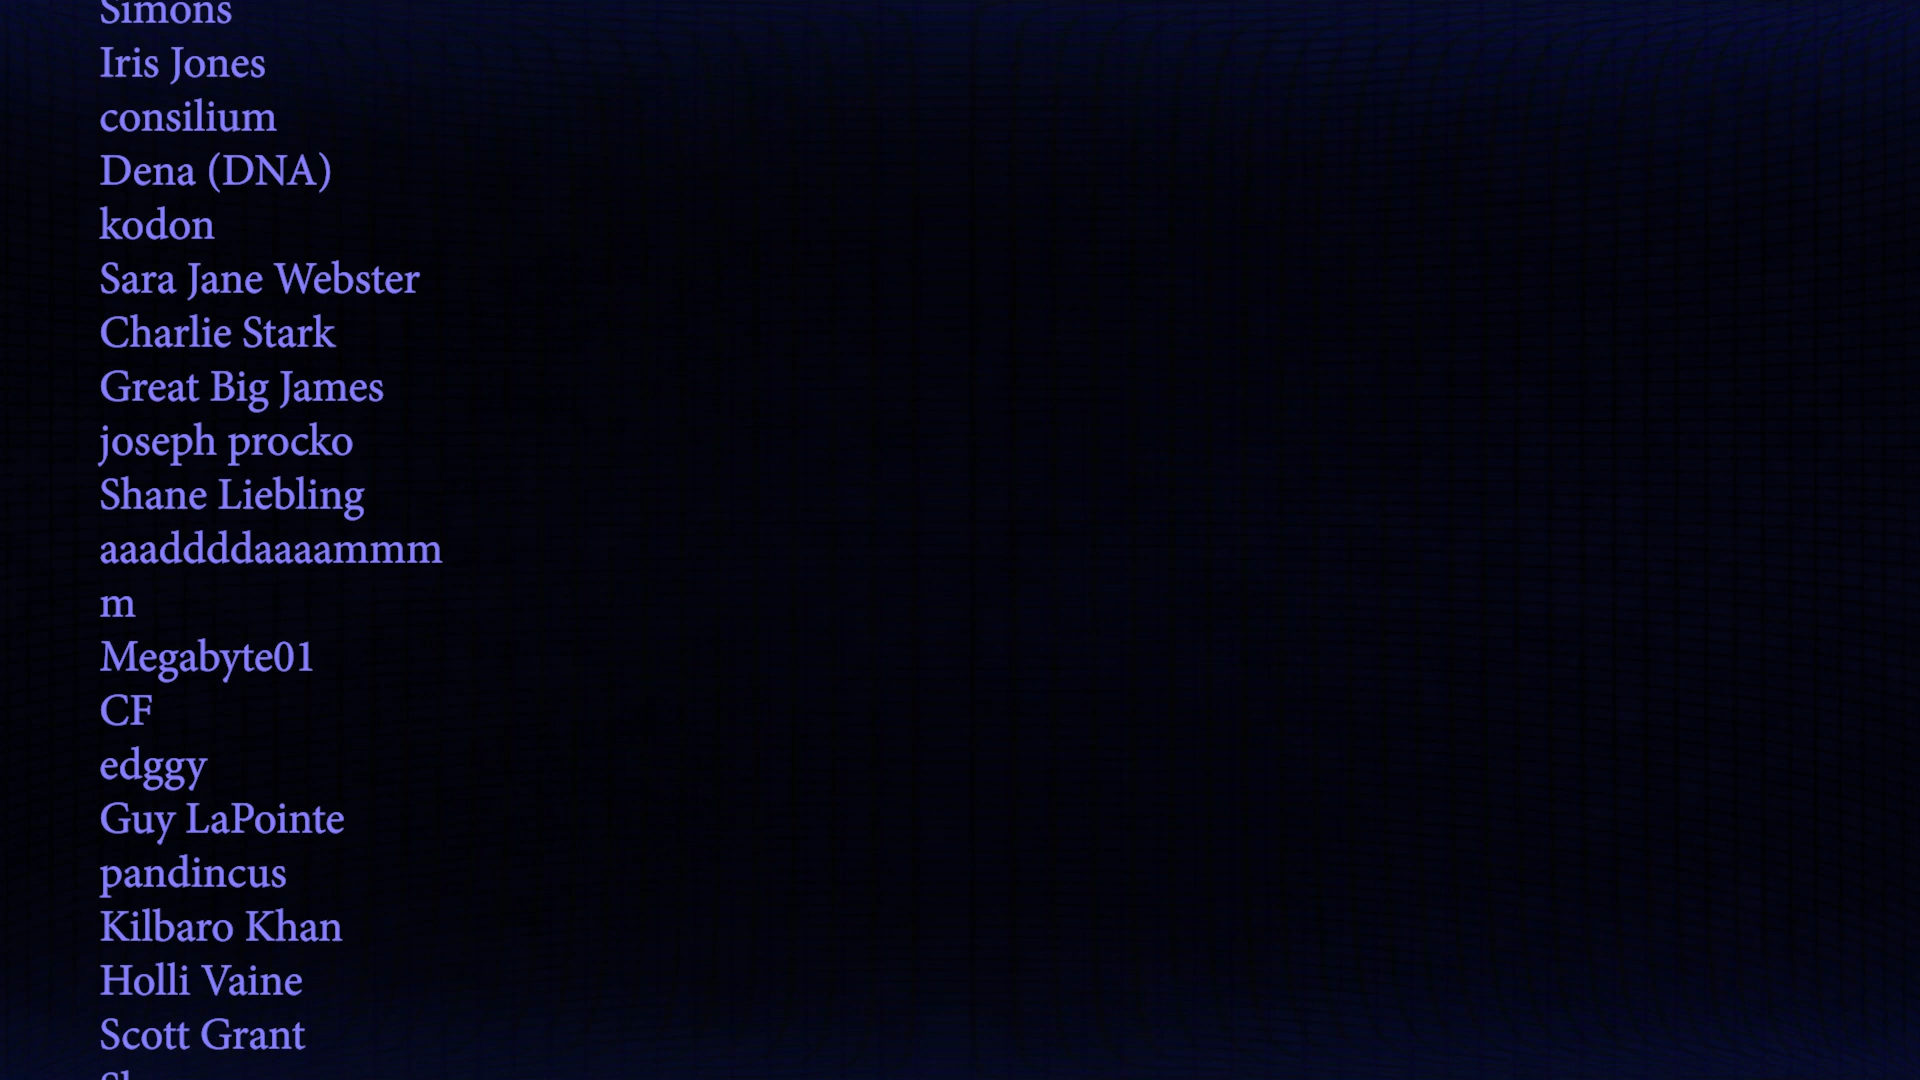 Simons
Iris Jones
consilium
Dena (DNA)
kodon
Sara Jane Webster
Charlie Stark
Great Big James
joseph procko
Shane Liebling
aaaddddaaaammm
m
Megabyte01
CF
edggy
Guy LaPointe
pandincus
Kilbaro Khan
Holli Vaine
Scott Grant